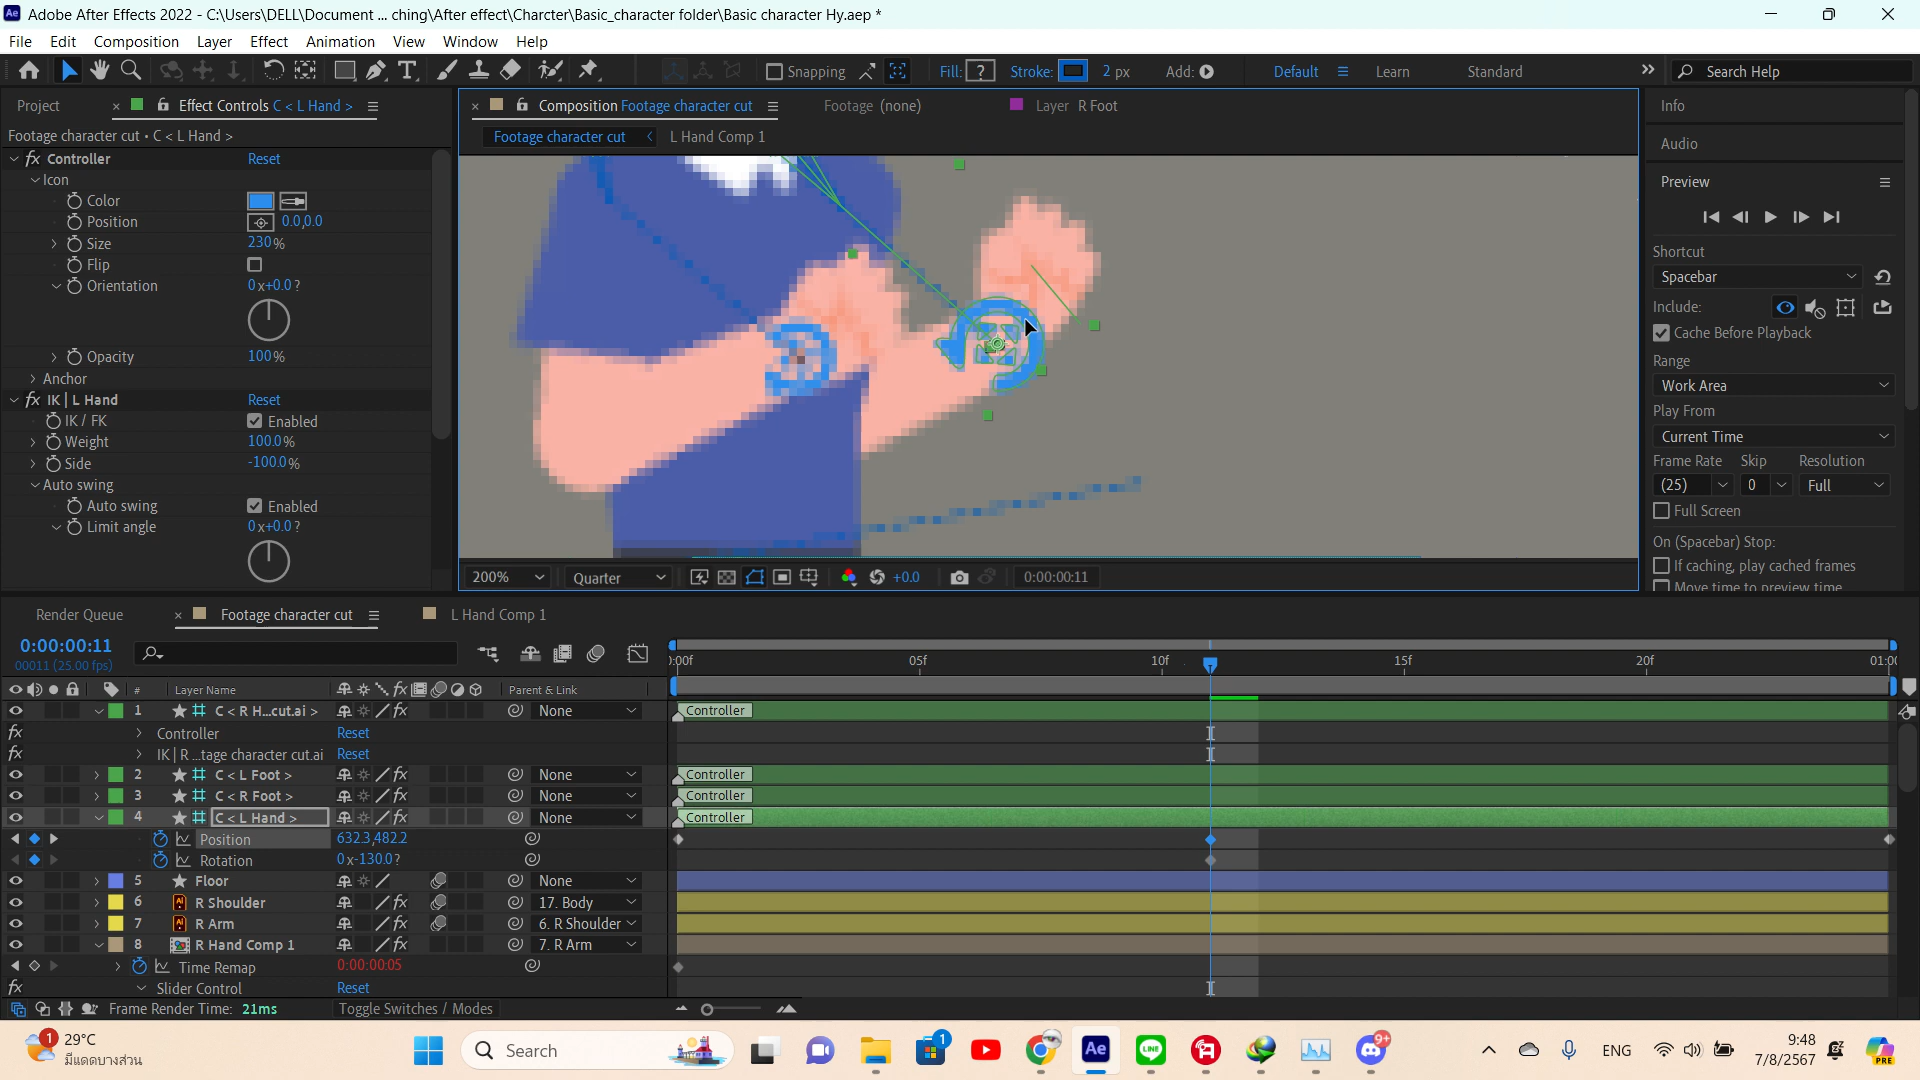 Adobe After Effects 2022 - C:\Users\DELL\Document ... ching\After effect\Charcter\Basic_character folder\Basic character Hy.aep *
File Edit Composition Layer Effect Animation View Window Help
Snapping Fill: ? Stroke: 2 px Add: Default Learn Standard Search Help
Project Effect Controls C < L Hand >
Footage character cut • C < L Hand >
fx Controller Reset
Icon
Color
Position 0.0,0.0
Size 230%
Flip
Orientation 0x+0.0?
Opacity 100%
Anchor
fx IK | L Hand Reset
IK / FK Enabled
Weight 100.0%
Side -100.0%
Auto swing
Auto swing Enabled
Limit angle 0x+0.0?
Composition Footage character cut Footage (none) Layer R Foot
Footage character cut < L Hand Comp 1
200% Quarter +0.0 0:00:00:11
Info
Audio
Preview
Shortcut
Spacebar
Include:
Cache Before Playback
Range
Work Area
Play From
Current Time
Frame Rate Skip Resolution
(25) 0 Full
Full Screen
On (Spacebar) Stop:
If caching, play cached frames
Move time to preview time
Render Queue Footage character cut L Hand Comp 1
0:00:00:11
00011 (25.00 fps)
):00f 05f 10f 15f 20f 01:00
# Layer Name Parent & Link
1 C < R H...cut.ai > None Controller
fx Controller Reset
fx IK | R ...tage character cut.ai Reset
2 C < L Foot > None Controller
3 C < R Foot > None Controller
4 C < L Hand > None Controller
Position 632.3,482.2
Rotation 0x-130.0?
5 Floor None
6 R Shoulder 17. Body
7 R Arm 6. R Shoulder
8 R Hand Comp 1 7. R Arm
Time Remap 0:00:00:05
fx Slider Control Reset
Frame Render Time: 21ms Toggle Switches / Modes
1 29°C
มีแดดบางส่วน
Search
1
Ae
LINE
9+
ENG
9:48
7/8/2567
PRE